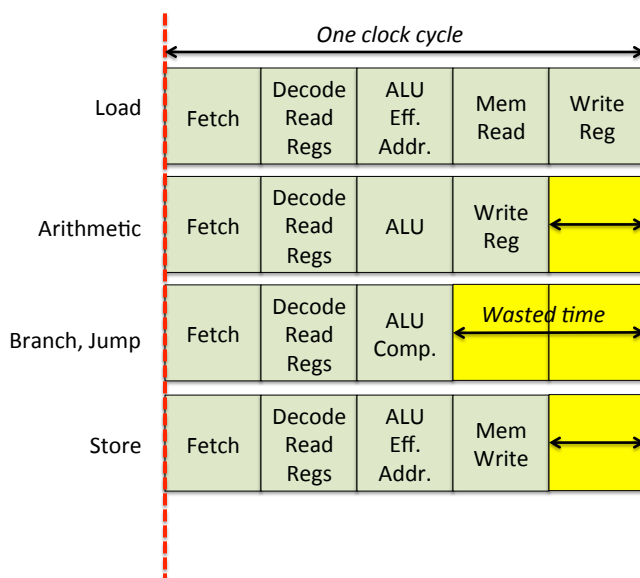 One clock cycle
Load
Fetch
Decode
Read
Regs
ALU
Eff.
Addr.
Mem
Read
Write
Reg
Arithmetic
Fetch
Decode
Read
Regs
ALU
Write
Reg
Branch, Jump
Fetch
Decode
Read
Regs
ALU
Comp.
Wasted time
Store
Fetch
Decode
Read
Regs
ALU
Eff.
Addr.
Mem
Write